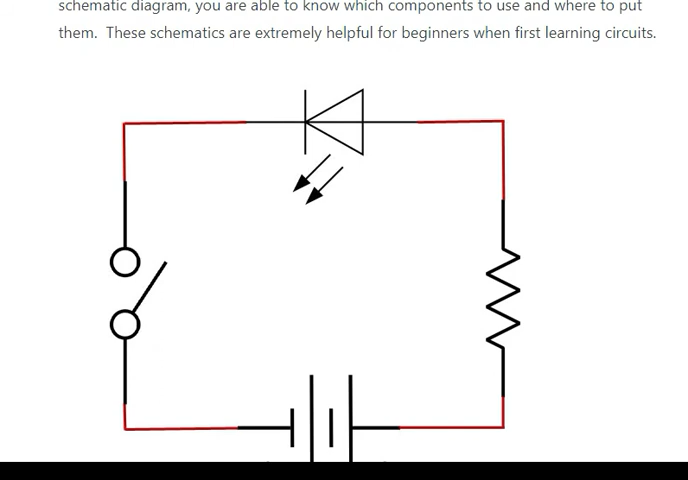 schematic diagram, you are able to know which components to use and where to put
them.  These schematics are extremely helpful for beginners when first learning circuits.